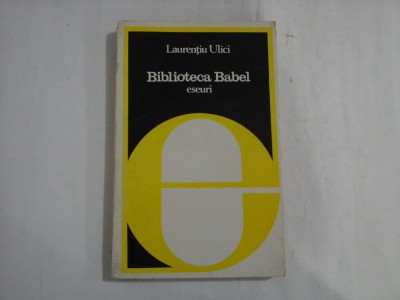 Laurențiu Ulici
Biblioteca Babel
eseuri